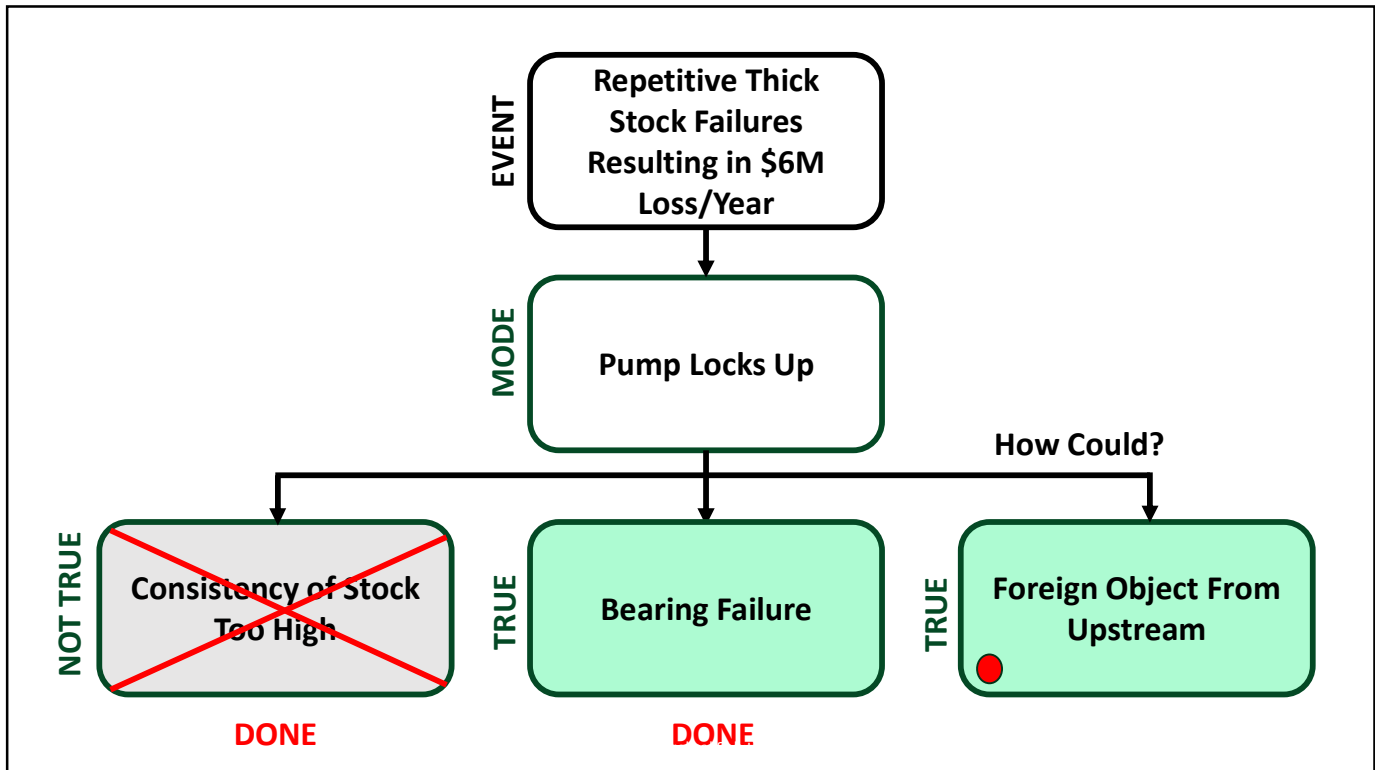 EVENT
Repetitive Thick
Stock Failures
Resulting in $6M
Loss/Year
MODE
Pump Locks Up
How Could?
NOT TRUE
Consistency of Stock
Too High
TRUE
Bearing Failure
TRUE
Foreign Object From
Upstream
DONE
DONE